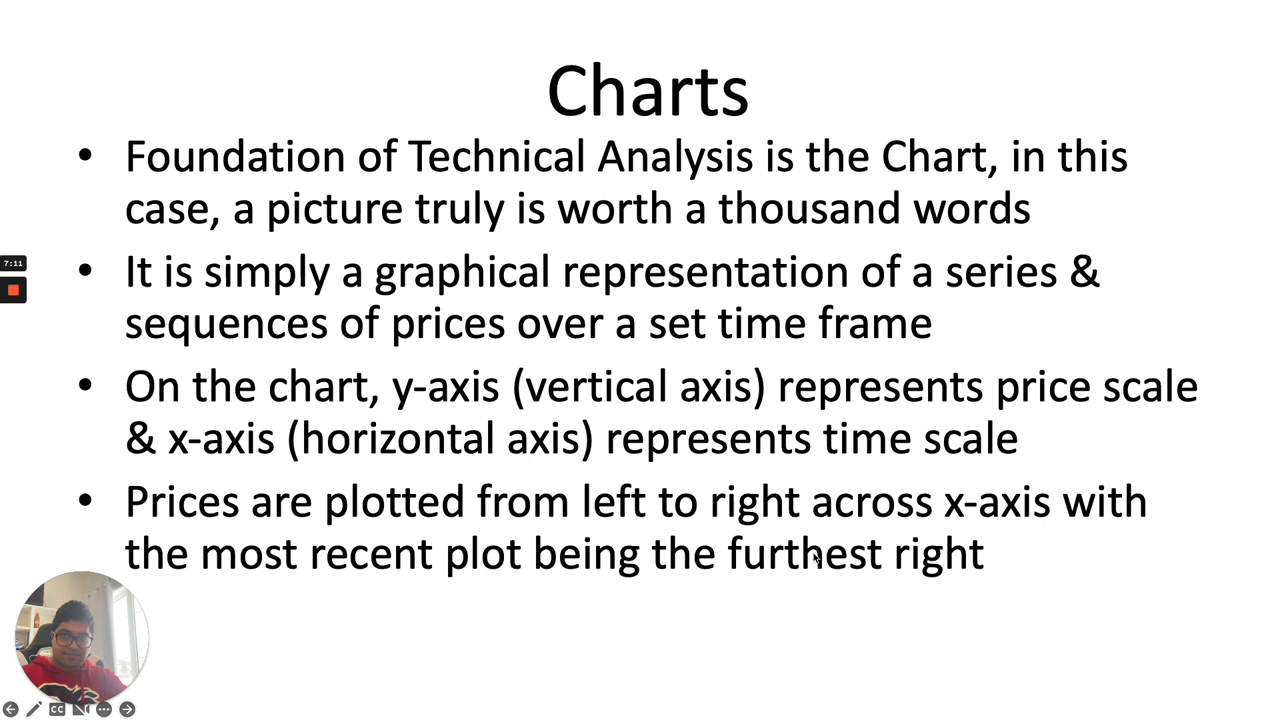 Charts
• Foundation of Technical Analysis is the Chart, in this
case, a picture truly is worth a thousand words
• It is simply a graphical representation of a series &
sequences of prices over a set time frame
• On the chart, y-axis (vertical axis) represents price scale
& x-axis (horizontal axis) represents time scale
• Prices are plotted from left to right across x-axis with
the most recent plot being the furthest right
7:11
CC